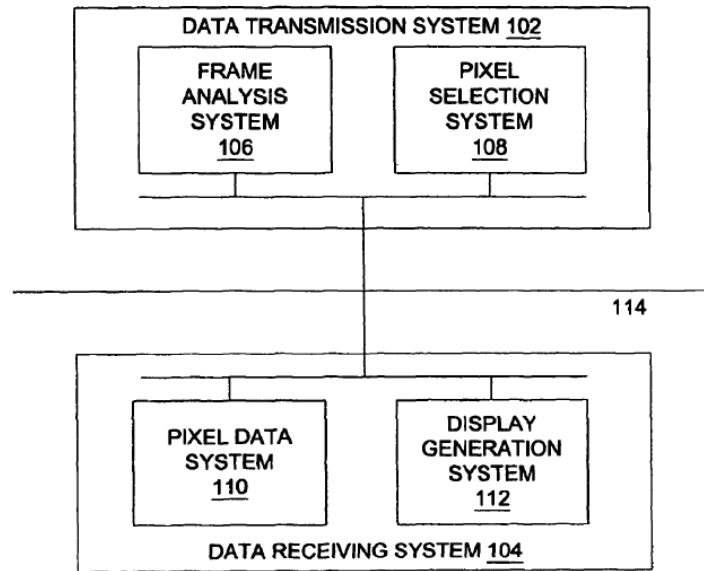 DATA TRANSMISSION SYSTEM 102
FRAME
ANALYSIS
SYSTEM
106
PIXEL
SELECTION
SYSTEM
108
114
PIXEL DATA
SYSTEM
110
DISPLAY
GENERATION
SYSTEM
112
DATA RECEIVING SYSTEM 104